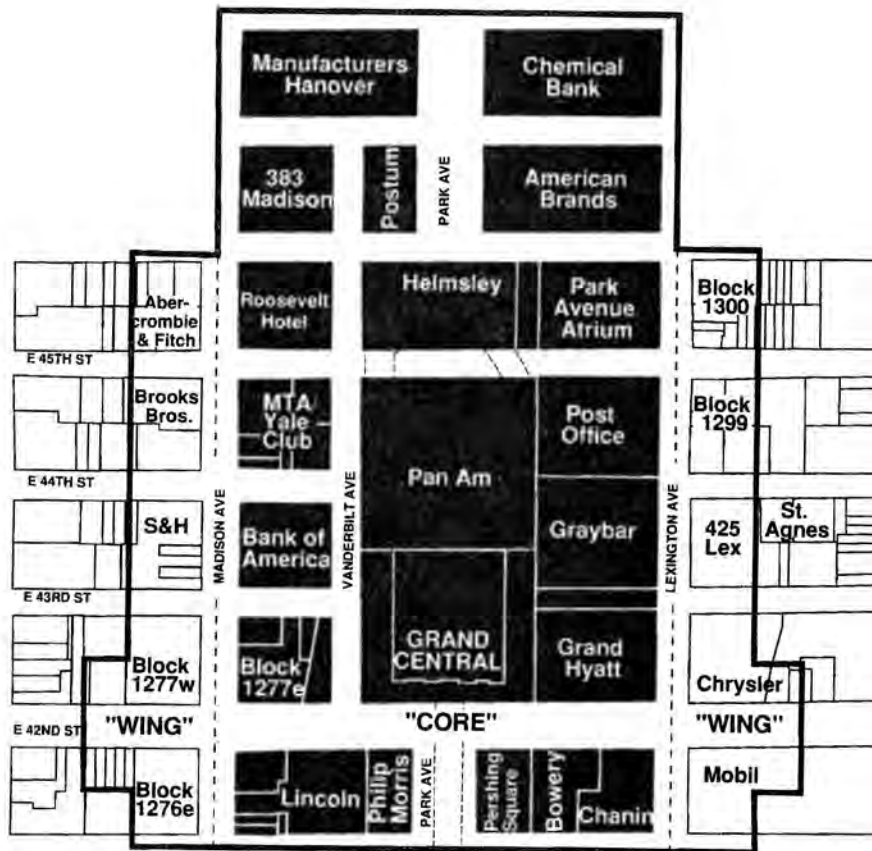 Manufacturers
Hanover
Chemical
Bank
383
Madison
Postum
PARK AVE
American
Brands
Aber-
crombie
& Fitch
Roosevelt
Hotel
Helmsley
Park
Avenue
Atrium
Block
1300
E 45TH ST
Brooks
Bros.
MTA
Yale
Club
Pan Am
Post
Office
Block
1299
E 44TH ST
MADISON AVE
VANDERBILT AVE
LEXINGTON AVE
S&H
Bank of
America
Graybar
425
Lex
St.
Agnes
E 43RD ST
Block
1277w
Block
1277e
GRAND
CENTRAL
Grand
Hyatt
Chrysler
E 42ND ST
"WING"
"CORE"
"WING"
Block
1276e
Lincoln
Phillip
Morris
PARK AVE
Pershing
Square
Bowery
Chanin
Mobil